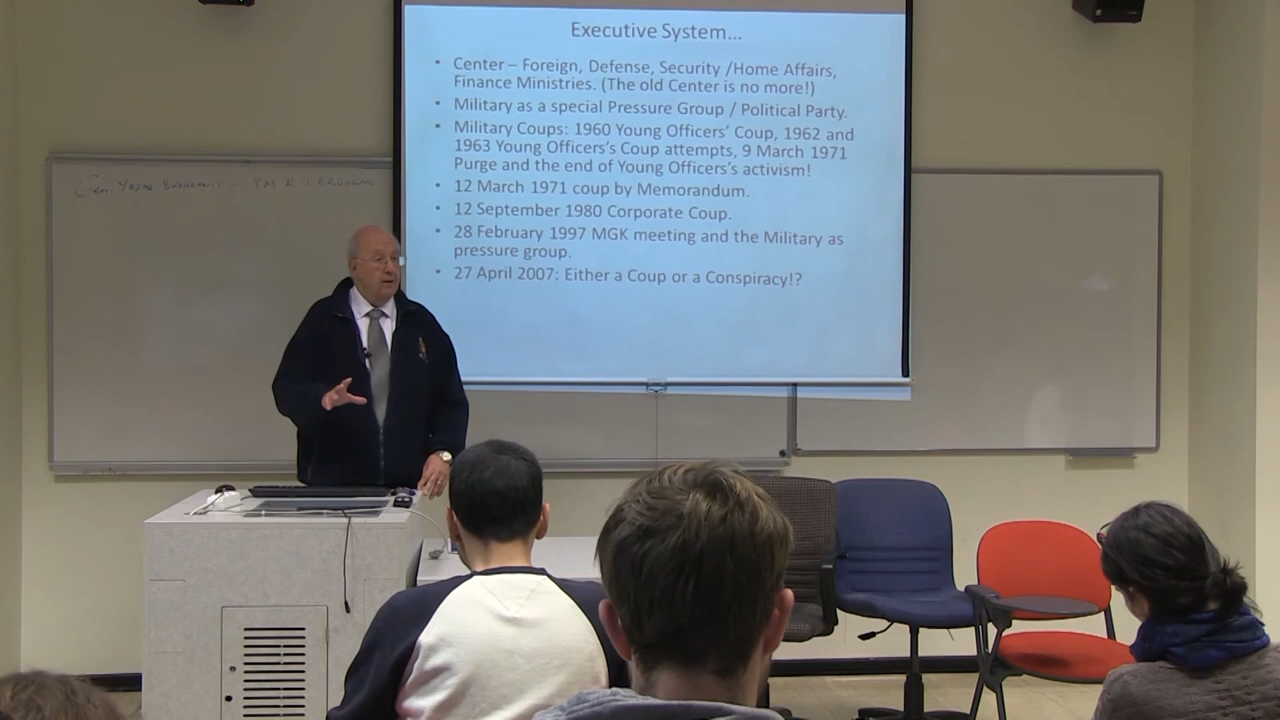 Executive System...
• Center – Foreign, Defense, Security /Home Affairs,
Finance Ministries. (The old Center is no more!)
• Military as a special Pressure Group / Political Party.
• Military Coups: 1960 Young Officers' Coup, 1962 and
1963 Young Officers's Coup attempts, 9 March 1971
Purge and the end of Young Officers's activism!
• 12 March 1971 coup by Memorandum.
• 12 September 1980 Corporate Coup.
• 28 February 1997 MGK meeting and the Military as
pressure group.
• 27 April 2007: Either a Coup or a Conspiracy!?
Gen.